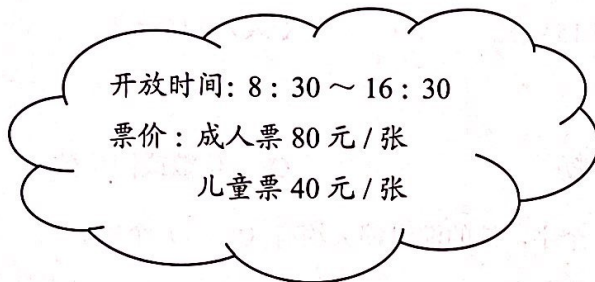 开放时间: 8 : 30 ～ 16 : 30
票价 : 成人票 80 元 / 张
儿童票 40 元 / 张